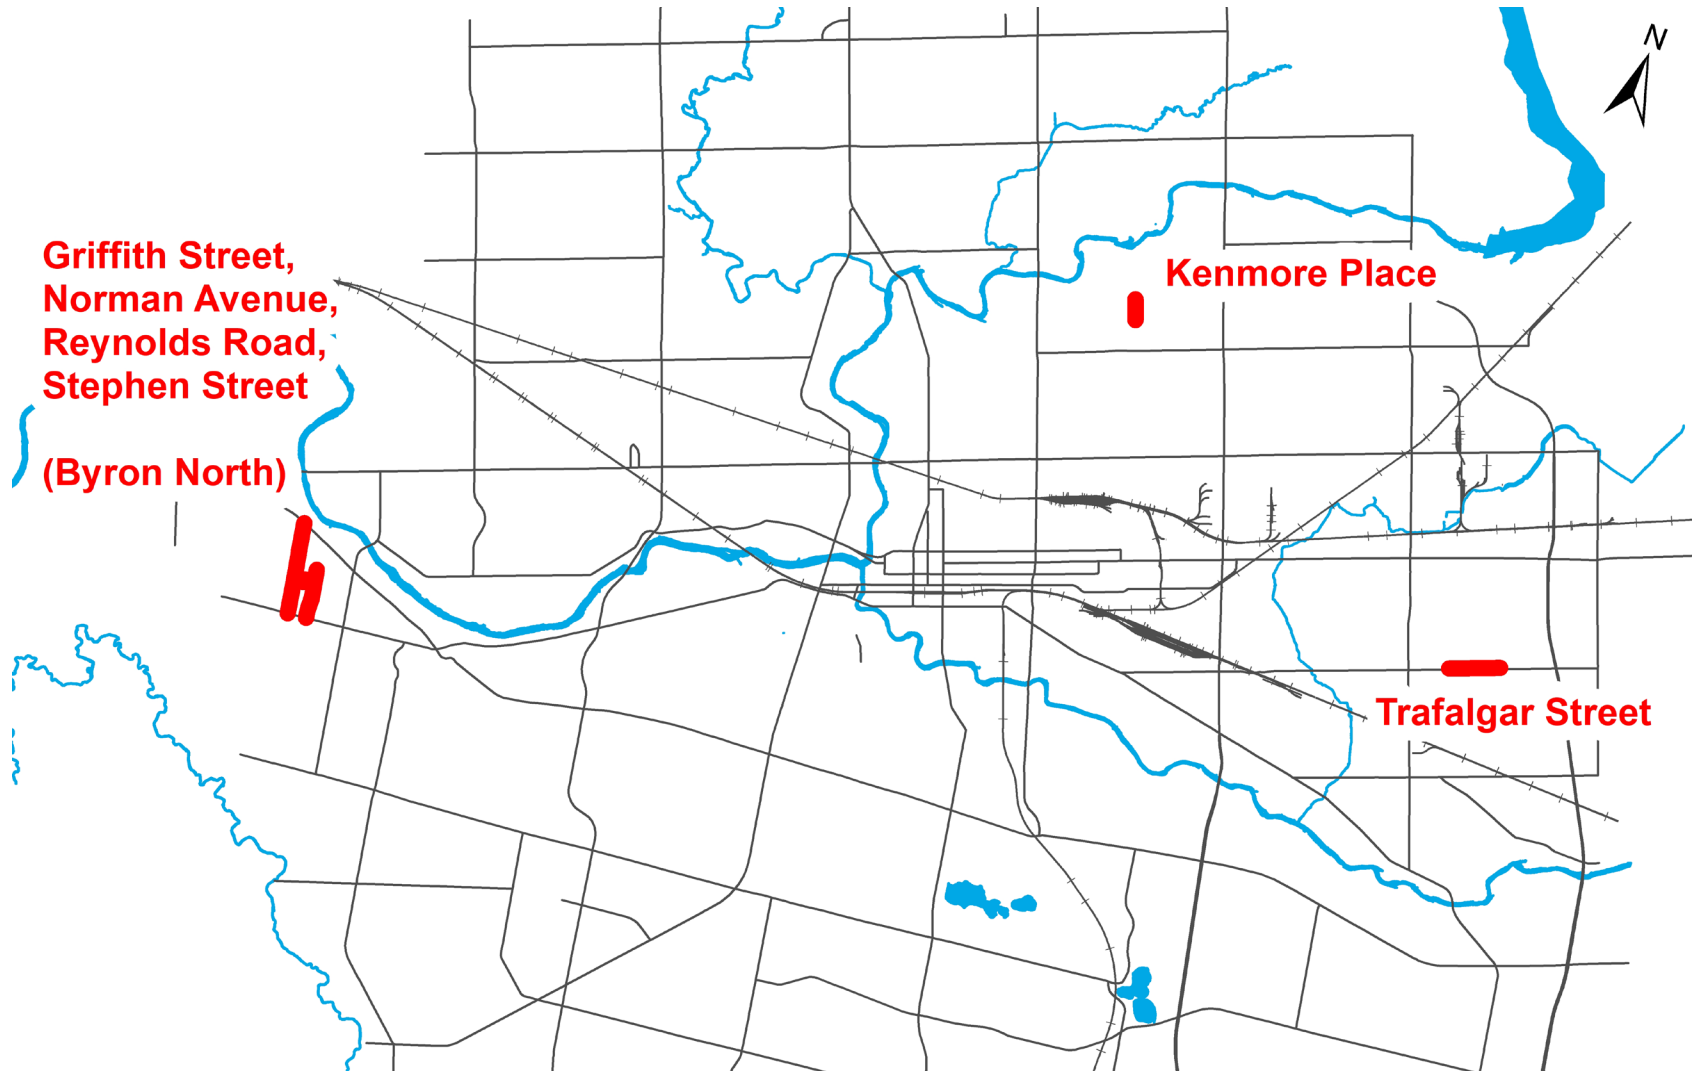 N
Griffith Street,
Norman Avenue,
Reynolds Road,
Stephen Street
(Byron North)
Kenmore Place
Trafalgar Street